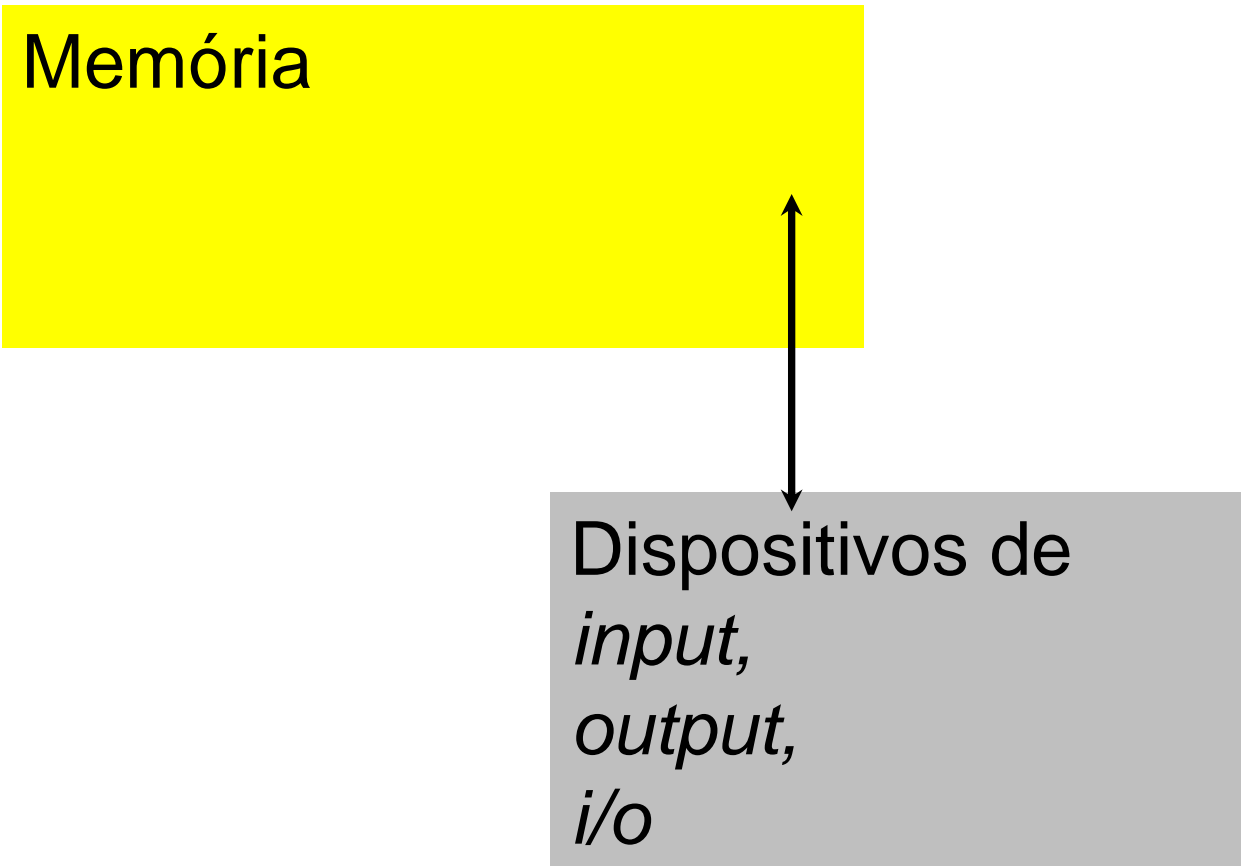 Memória
Dispositivos de
input,
output,
i/o